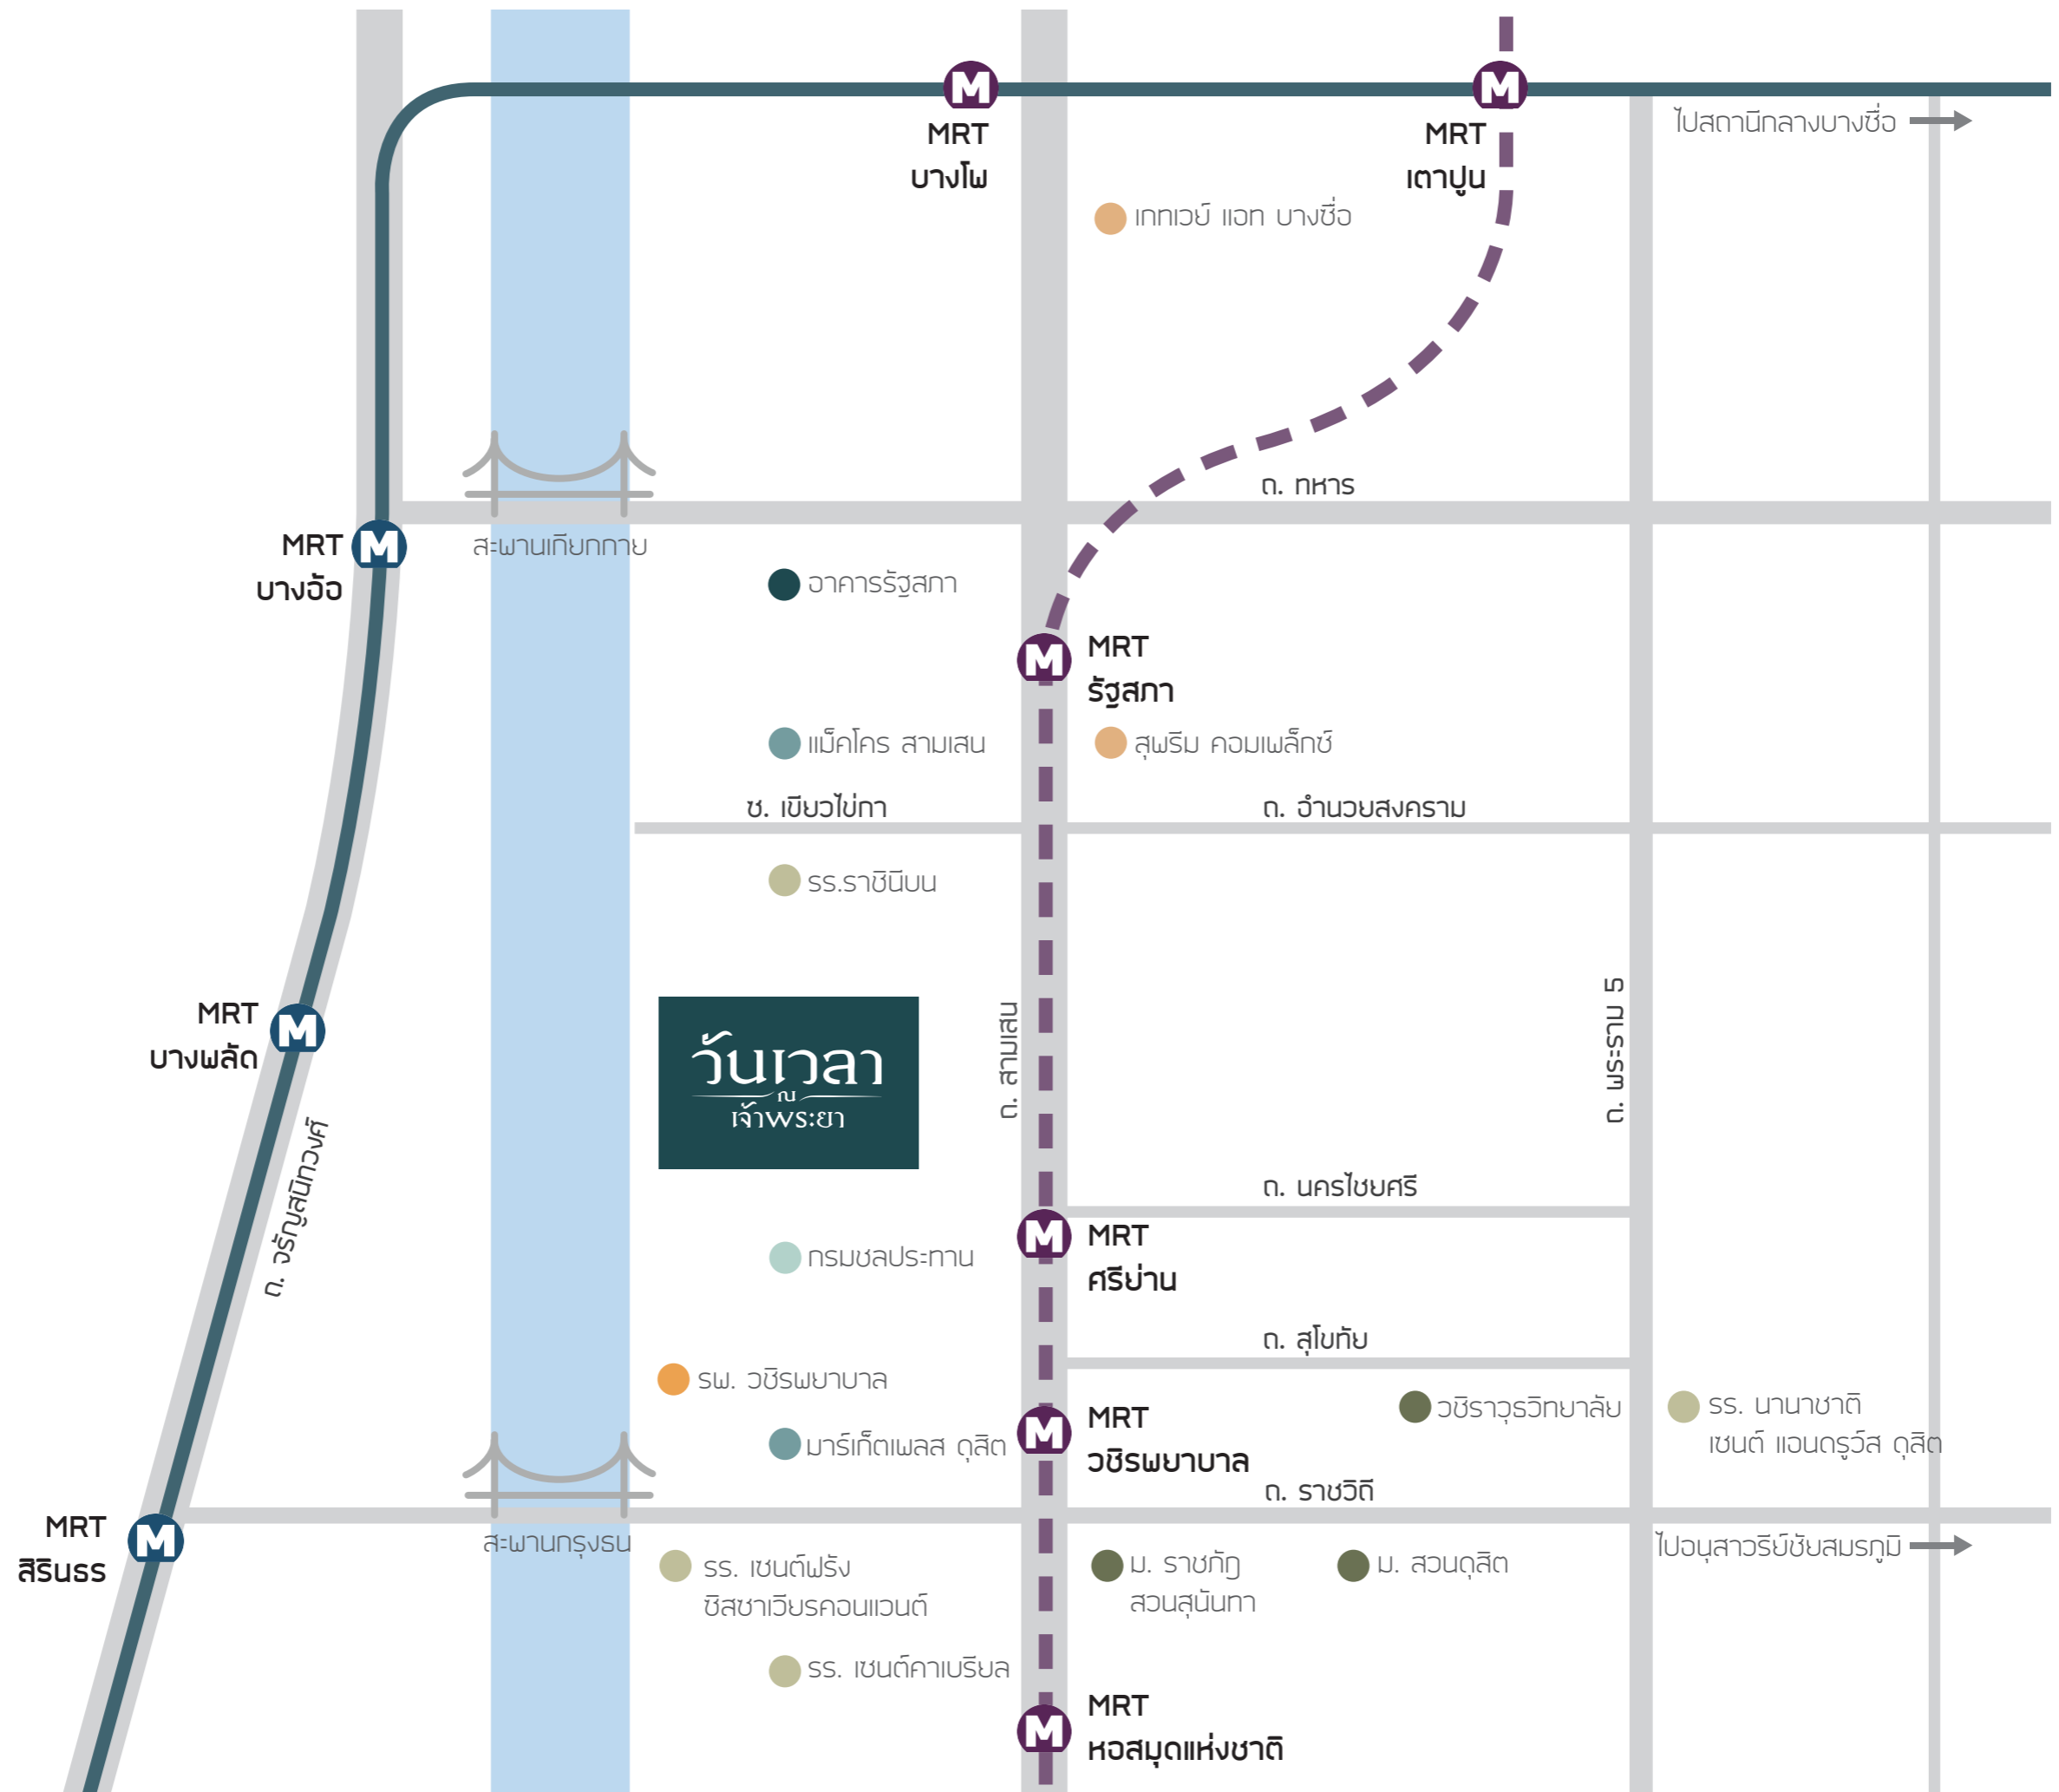 MRT
บางโพ
MRT
เตาปูน
ไปสถานีกลางบางซื่อ
เกทเวย์ แอท บางซื่อ
ถ. ทหาร
MRT
บางอ้อ
สะพานเกียกกาย
อาคารรัฐสภา
MRT
รัฐสภา
แม็คโคร สามเสน
สุพรีม คอมเพล็กซ์
ซ. เขียวไข่กา
ถ. อำนวยสงคราม
รร.ราชินีบน
MRT
บางพลัด
วันเวลา
ณ
เจ้าพระยา
ถ. สามเสน
ถ. พระราม 5
ถ. จรัญสนิทวงศ์
ถ. นครไชยศรี
กรมชลประทาน
MRT
ศรีย่าน
ถ. สุโขทัย
รพ. วชิรพยาบาล
มาร์เก็ตเพลส ดุสิต
MRT
วชิรพยาบาล
วชิราวุธวิทยาลัย
รร. นานาชาติ
เซนต์ แอนดรูว์ส ดุสิต
ถ. ราชวิถี
MRT
สิรินธร
สะพานกรุงธน
ไปอนุสาวรีย์ชัยสมรภูมิ
รร. เซนต์ฟรัง
ซิสซาเวียรคอนแวนต์
ม. ราชภัฏ
สวนสุนันทา
ม. สวนดุสิต
รร. เซนต์คาเบรียล
MRT
หอสมุดแห่งชาติ